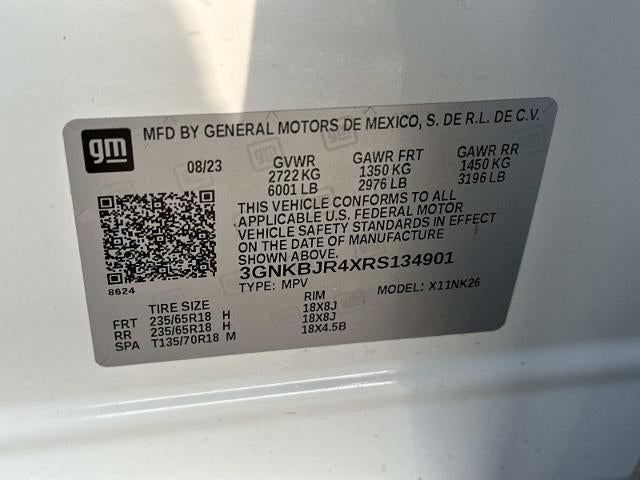 gm
MFD BY GENERAL MOTORS DE MEXICO, S. DE R.L. DE C.V.
08/23 GVWR GAWR FRT GAWR RR
2722 KG 1350 KG 1450 KG
6001 LB 2976 LB 3196 LB
THIS VEHICLE CONFORMS TO ALL
APPLICABLE U.S. FEDERAL MOTOR
VEHICLE SAFETY STANDARDS IN EFFECT
ON THE DATE OF MANUFACTURE
SHOWN ABOVE.
3GNKBJR4XRS134901
8624
TYPE: MPV MODEL: X11NK26
TIRE SIZE RIM
FRT 235/65R18 H 18X8J
RR 235/65R18 H 18X8J
SPA T135/70R18 M 18X4.5B